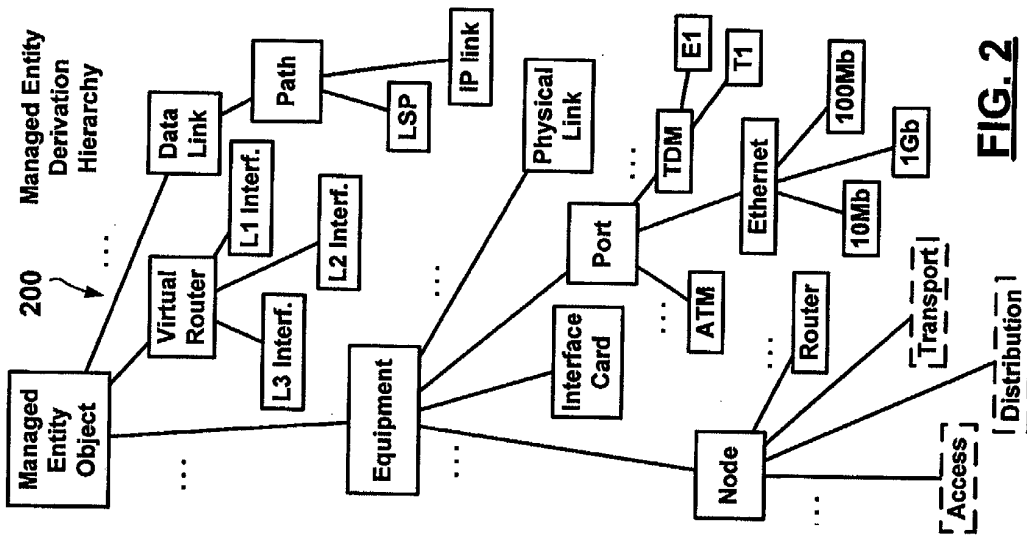 200
Managed Entity
Derivation
Hierarchy
Managed
Entity
Object
...
Data
Link
Path
LSP
IP link
Virtual
Router
L1 Interf.
L2 Interf.
L3 Interf.
...
Equipment
...
Physical
Link
Port
...
TDM
E1
T1
Ethernet
100Mb
1Gb
10Mb
...
ATM
Interface
Card
...
Node
...
Router
Transport
Distribution
Access
...
FIG. 2